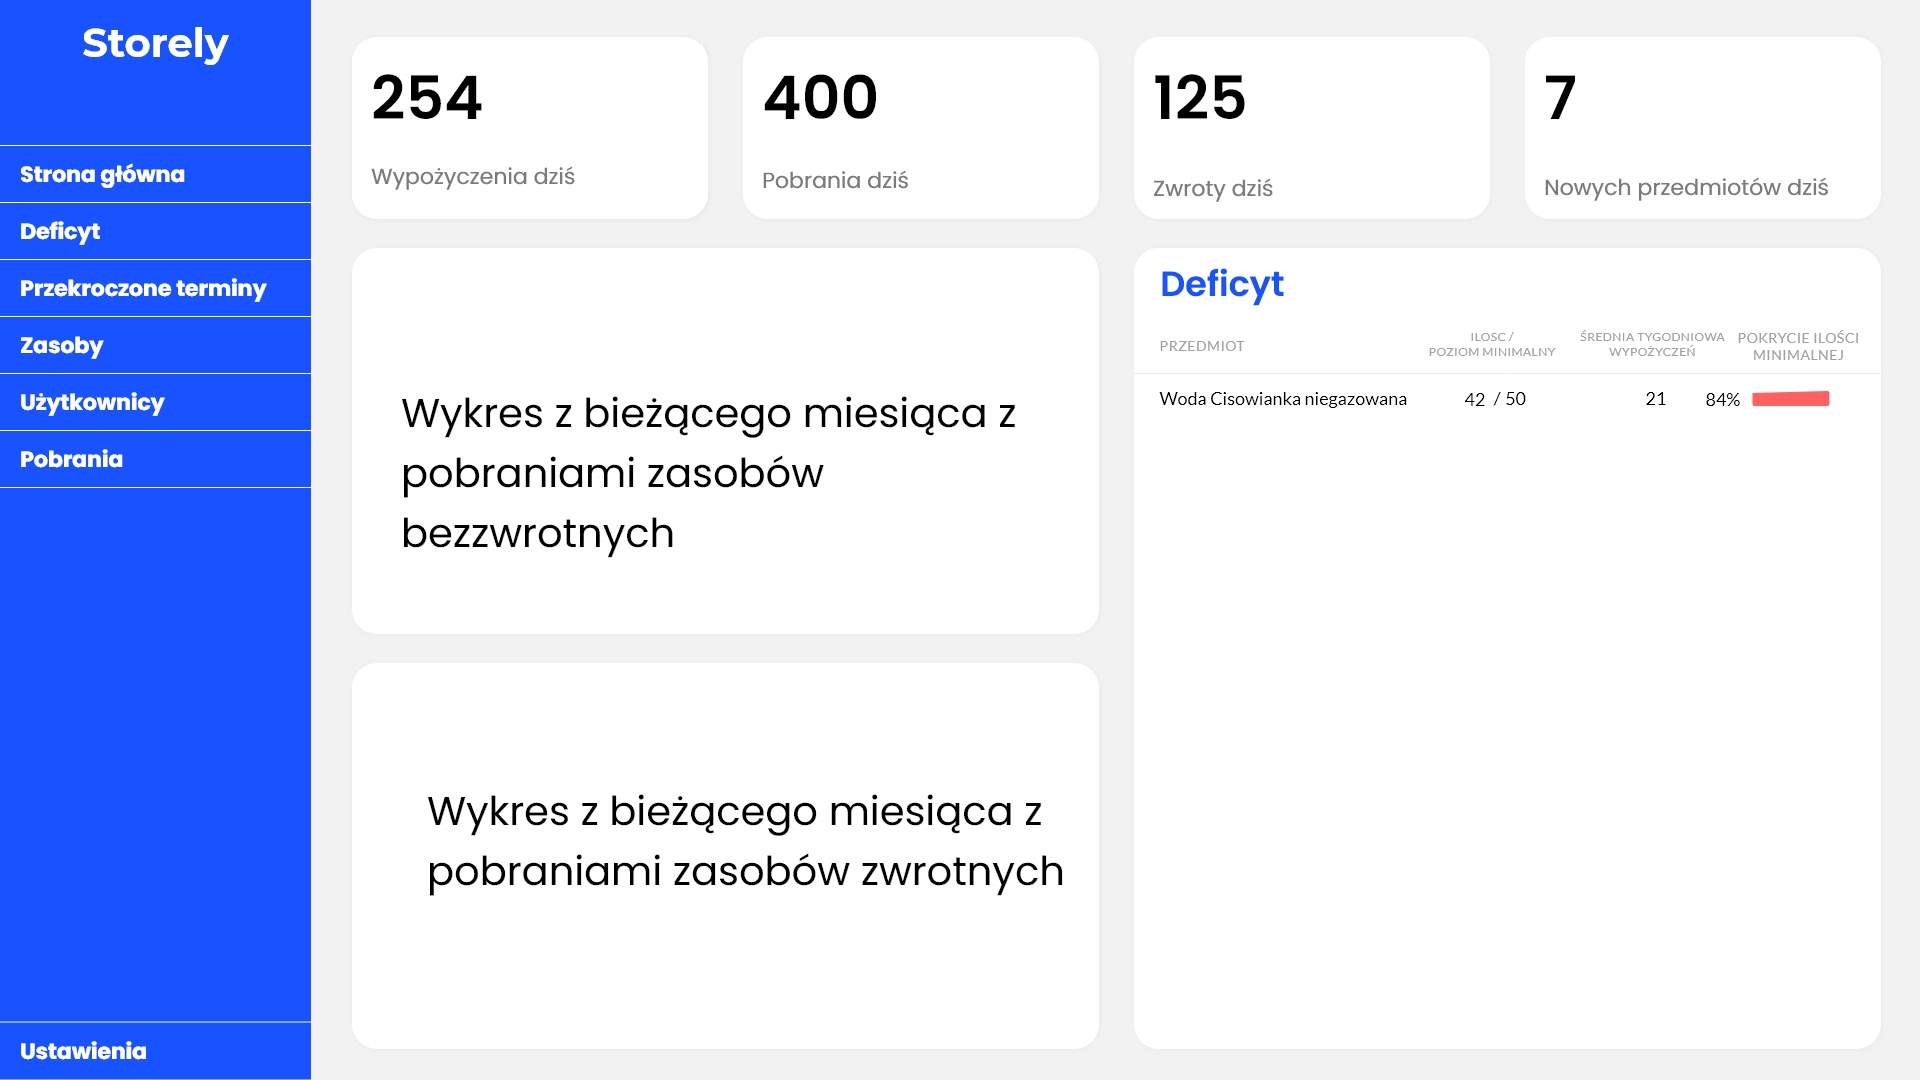 Storely
Strona główna
Deficyt
Przekroczone terminy
Zasoby
Użytkownicy
Pobrania
Ustawienia
254
Wypożyczenia dziś
400
Pobrania dziś
125
Zwroty dziś
7
Nowych przedmiotów dziś
Wykres z bieżącego miesiąca z
pobraniami zasobów
bezzwrotnych
Wykres z bieżącego miesiąca z
pobraniami zasobów zwrotnych
Deficyt
PRZEDMIOT
ILOSC /
POZIOM MINIMALNY
ŚREDNIA TYGODNIOWA
WYPOŻYCZEŃ
POKRYCIE ILOŚCI
MINIMALNEJ
Woda Cisowianka niegazowana 42 / 50 21 84%